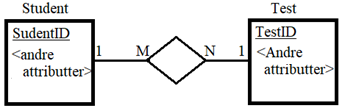 Student
Test
SudentID
<andre
attributter>
1
M
N
1
TestID
<Andre
attributter>